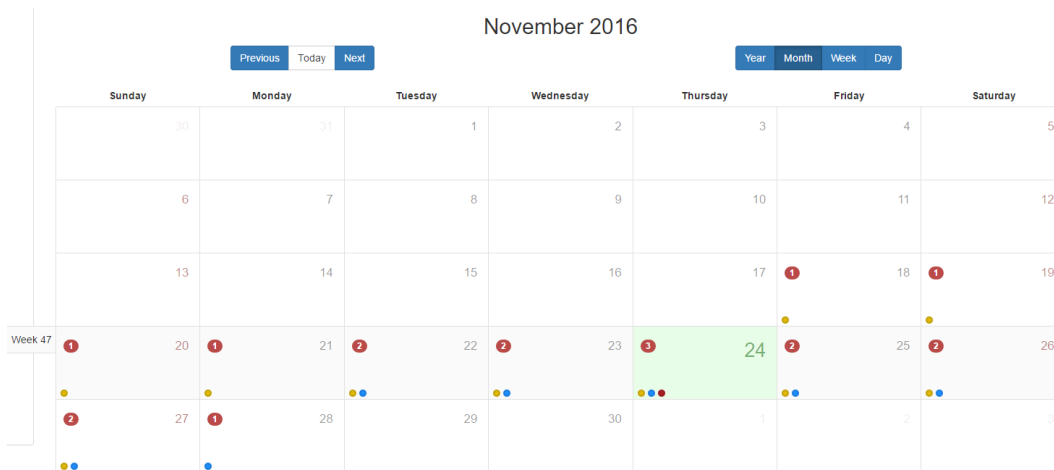 November 2016
Previous Today Next Year Month Week Day
Sunday Monday Tuesday Wednesday Thursday Friday Saturday
30 31 1 2 3 4 5
6 7 8 9 10 11 12
13 14 15 16 17 1 18 1 19
Week 47 1 20 1 21 2 22 2 23 3 24 2 25 2 26
2 27 1 28 29 30 1 2 3